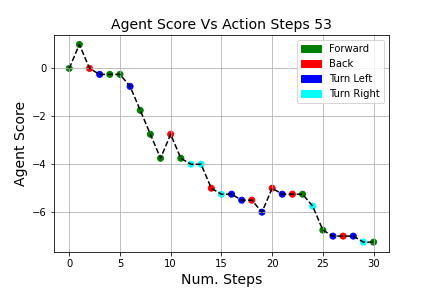 Agent Score Vs Action Steps 53
Forward
Back
Turn Left
Turn Right
Agent Score
0
−2
−4
−6
0 5 10 15 20 25 30
Num. Steps